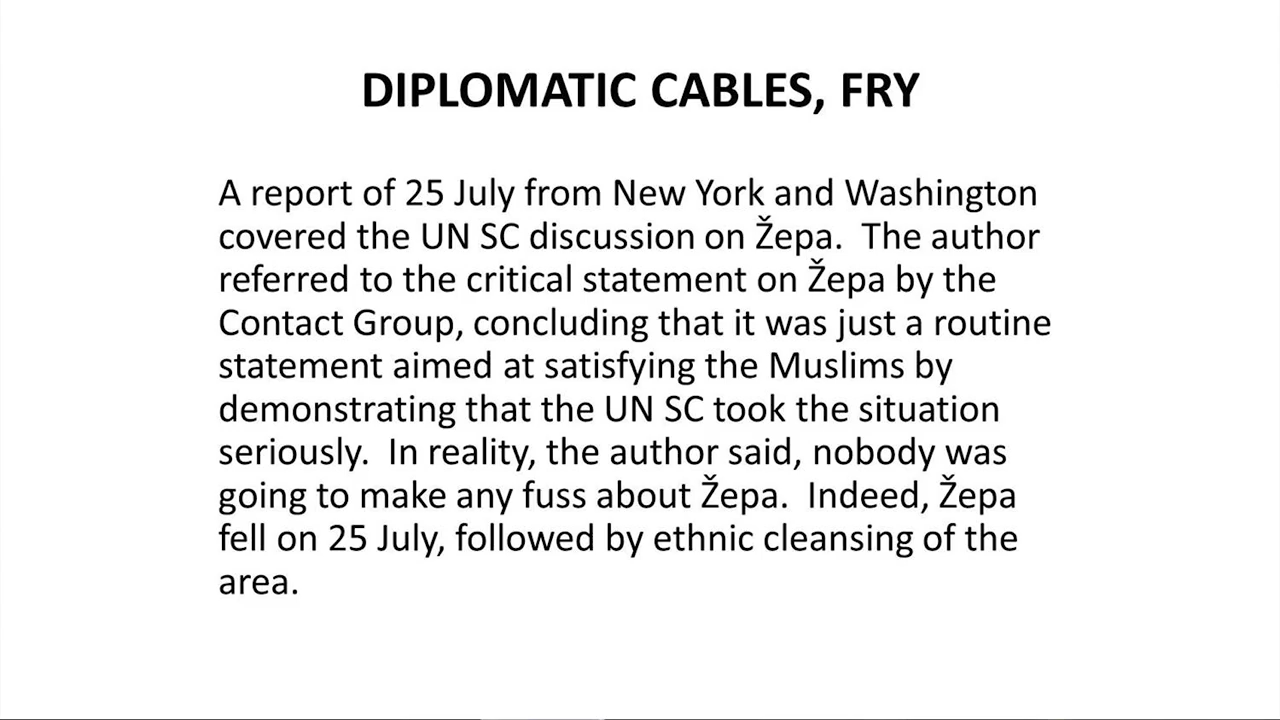 DIPLOMATIC CABLES, FRY
A report of 25 July from New York and Washington
covered the UN SC discussion on Žepa.  The author
referred to the critical statement on Žepa by the
Contact Group, concluding that it was just a routine
statement aimed at satisfying the Muslims by
demonstrating that the UN SC took the situation
seriously.  In reality, the author said, nobody was
going to make any fuss about Žepa.  Indeed, Žepa
fell on 25 July, followed by ethnic cleansing of the
area.